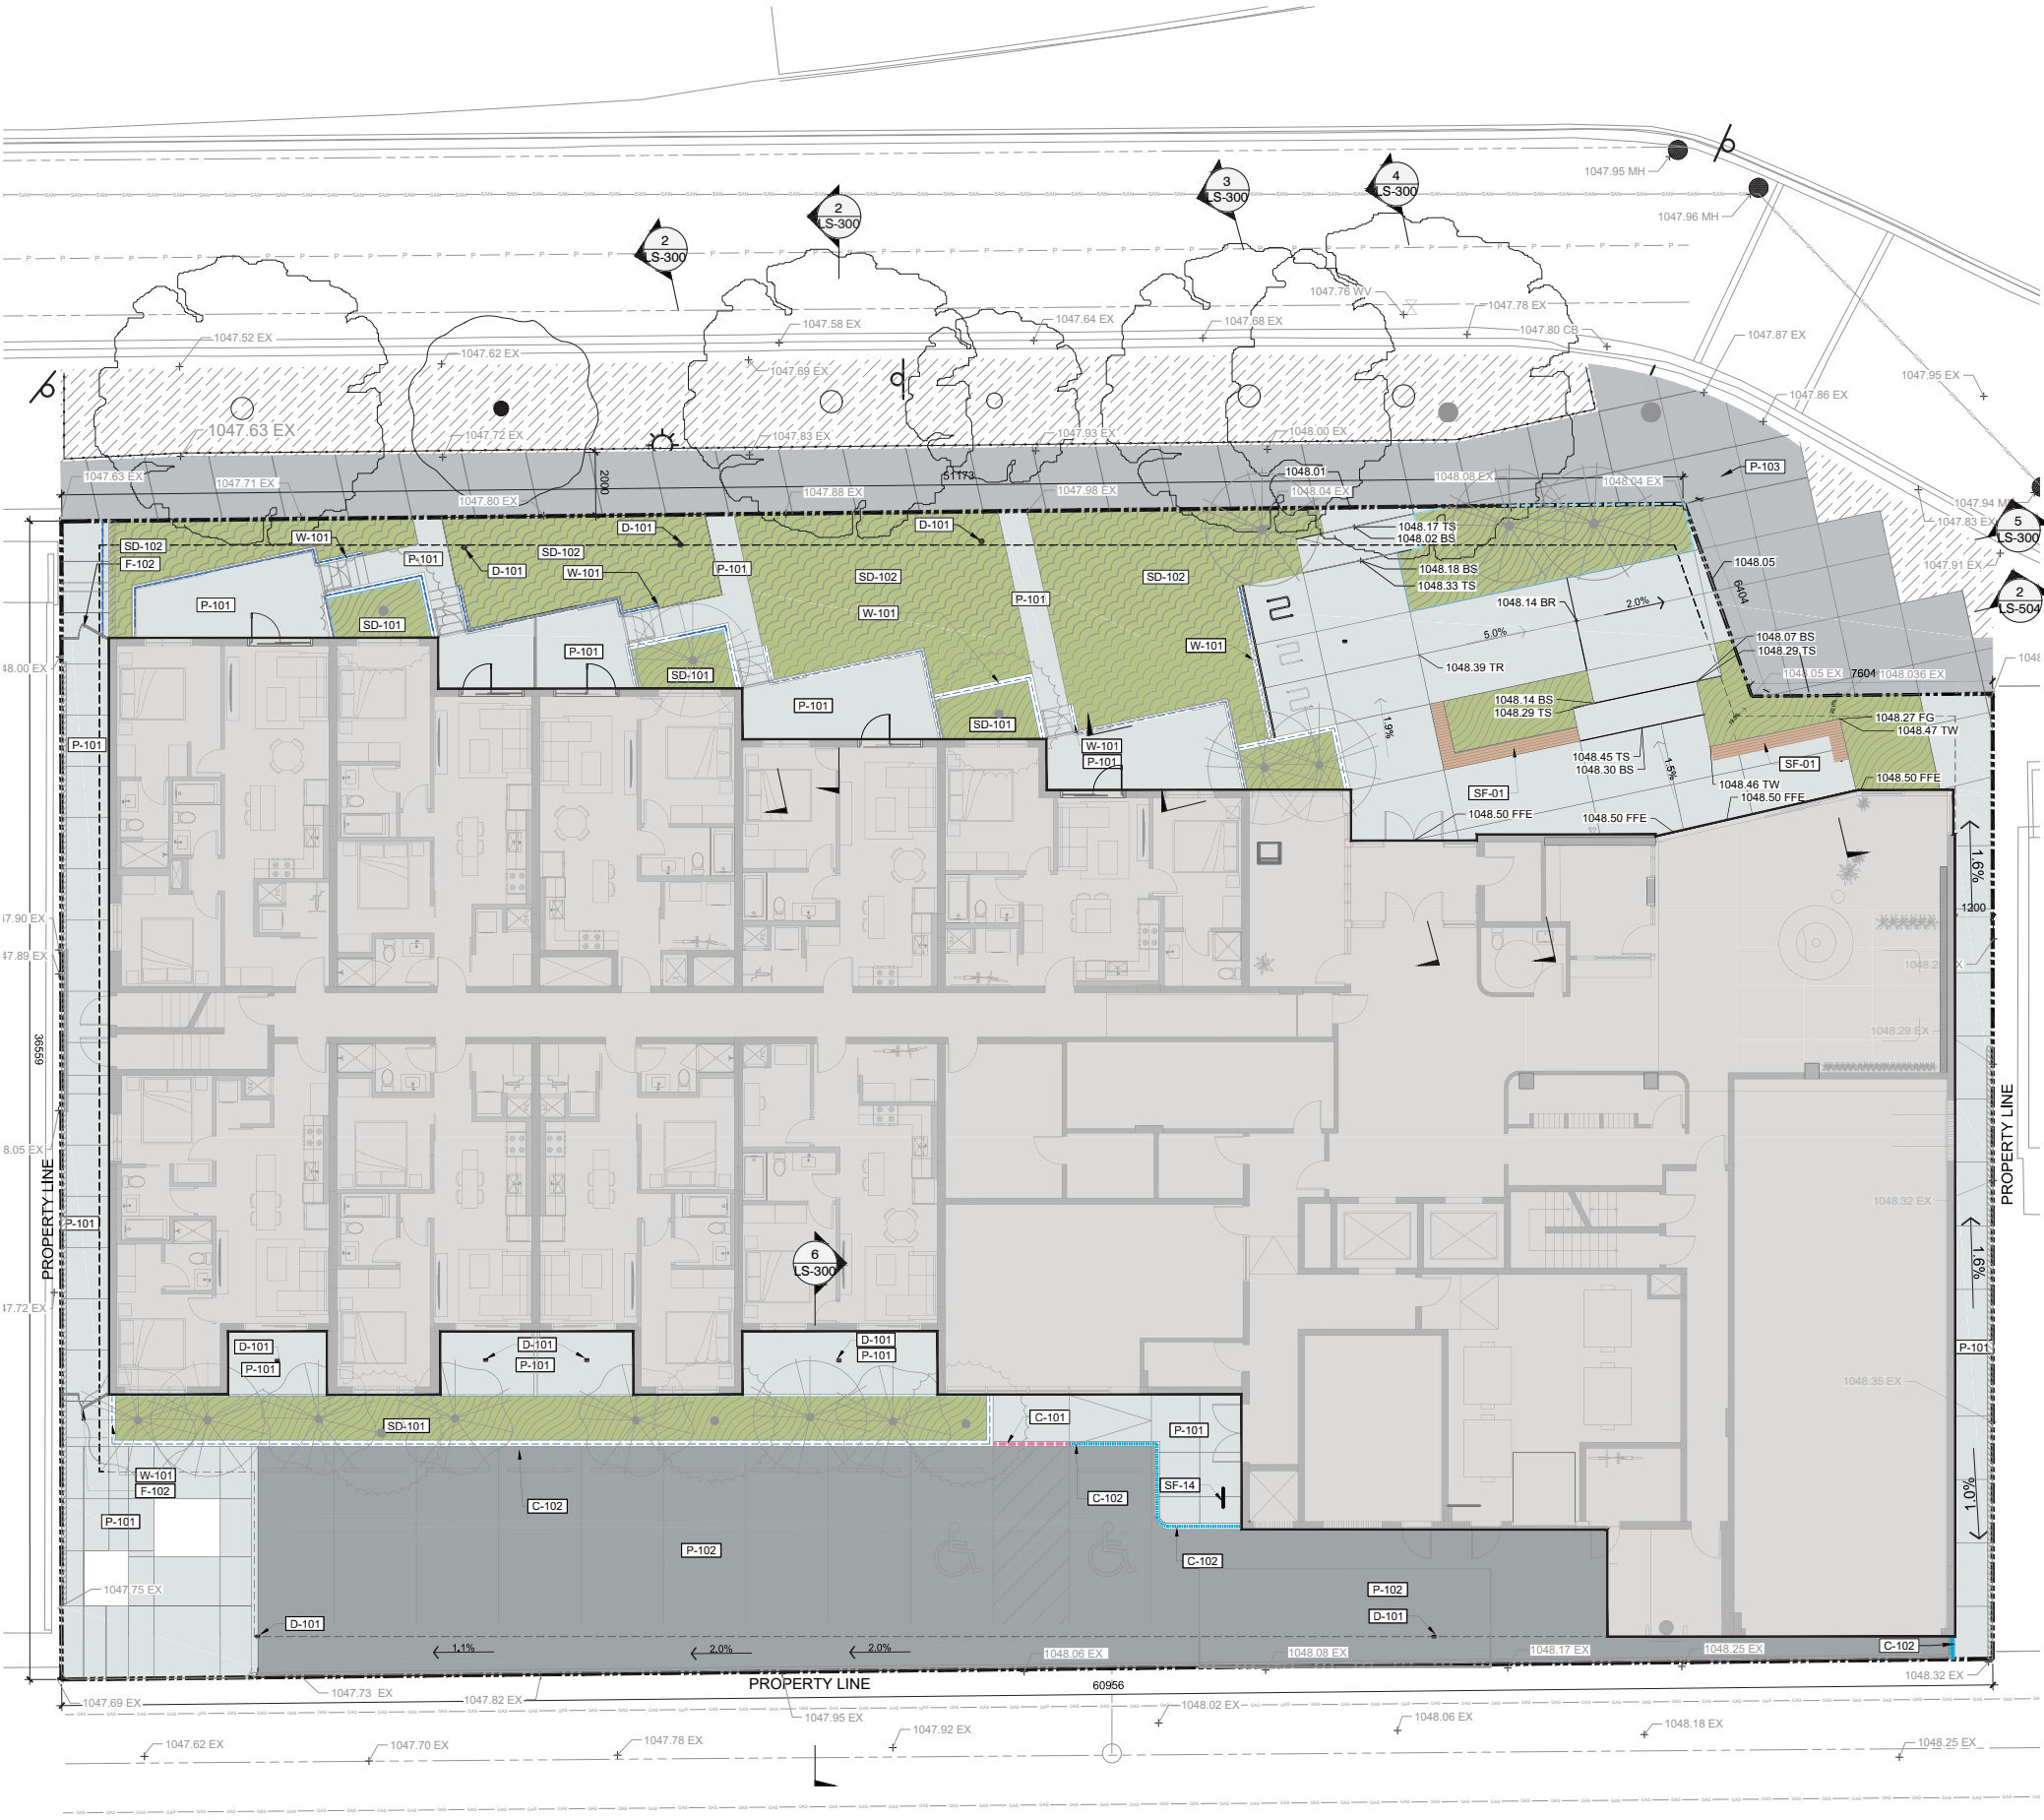 1047.95 MH
1047.96 MH
3
LS-300
4
LS-300
2
LS-300
2
LS-300
1047.76 WV
1047.78 EX
1047.64 EX
1047.68 EX
1047.58 EX
1047.80 CB
1047.87 EX
1047.52 EX
1047.62 EX
1047.69 EX
1047.95 EX
1047.86 EX
1047.63 EX
1047.72 EX
1047.83 EX
1047.93 EX
1048.00 EX
P-103
1047.63 EX
1047.71 EX
1047.80 EX
2000
1047.88 EX
51173
1047.98 EX
1048.01
1048.04 EX
1048.08 EX
1048.04 EX
1047.83 EX
5
LS-300
1047.91 EX
2
LS-504
SD-102
F-102
W-101
P-101
D-101
SD-102
D-101
W-101
P-101
D-101
SD-102
W-101
P-101
SD-102
1048.17 TS
1048.02 BS
1048.18 BS
1048.33 TS
1048.05
6404
1048.14 BR
2.0%
5.0%
1048.07 BS
1048.29 TS
1048.39 TR
1048.05 EX
7604
1048.036 EX
P-101
SD-101
P-101
SD-101
P-101
SD-101
W-101
P-101
W-101
1048.14 BS
1048.29 TS
1.9%
1048.27 FG
1048.47 TW
1048.45 TS
1048.30 BS
1.5%
SF-01
1048.46 TW
1048.50 FFE
SF-01
1048.50 FFE
1048.50 FFE
1048.50 FFE
P-101
1.6%
1200
1048.29 EX
36559
PROPERTY LINE
P-101
PROPERTY LINE
1048.32 EX
1.6%
6
LS-300
P-101
1048.35 EX
D-101
P-101
D-101
P-101
D-101
P-101
SD-101
C-101
P-101
W-101
F-102
P-101
C-102
C-102
SF-14
1.0%
P-102
C-102
1047.75 EX
P-102
D-101
D-101
1.1%
2.0%
2.0%
1048.06 EX
1048.08 EX
1048.17 EX
1048.25 EX
C-102
1048.32 EX
1047.69 EX
1047.73 EX
1047.82 EX
PROPERTY LINE
60956
1047.95 EX
1048.02 EX
1047.92 EX
1048.06 EX
1048.18 EX
1047.62 EX
1047.70 EX
1047.78 EX
1048.25 EX